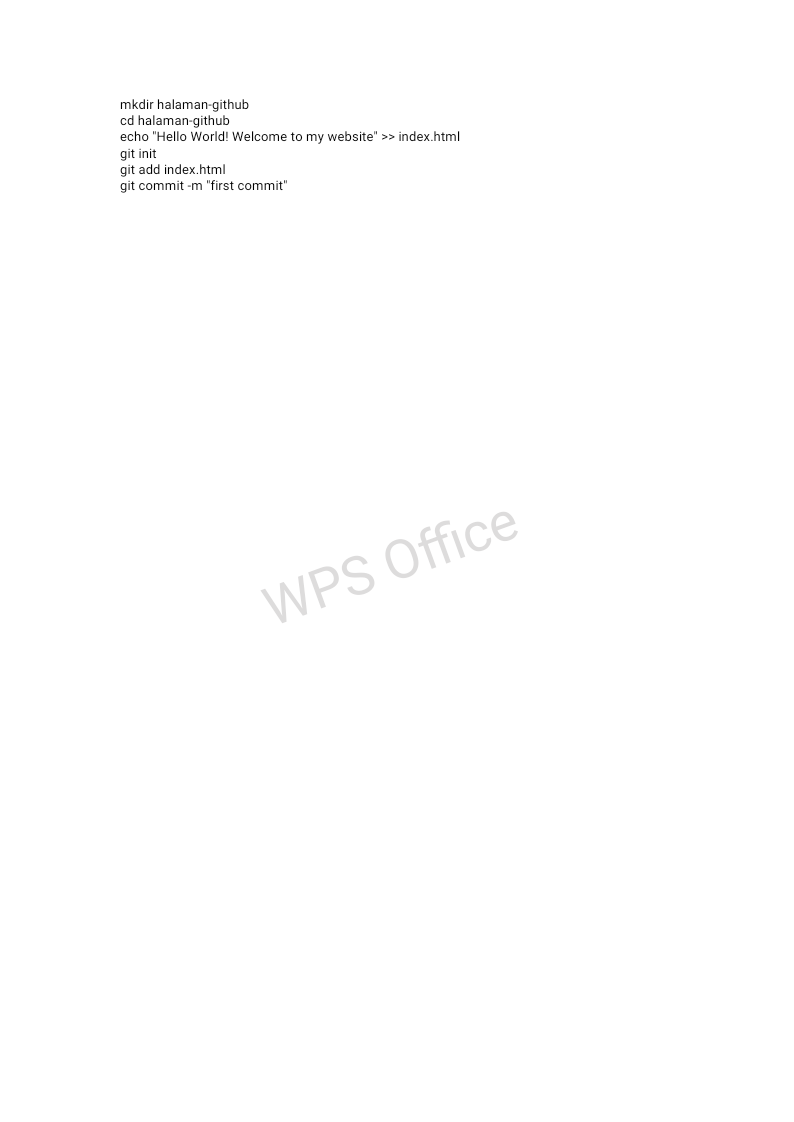 mkdir halaman-github
cd halaman-github
echo "Hello World! Welcome to my website" >> index.html
git init
git add index.html
git commit -m "first commit"
WPS Office